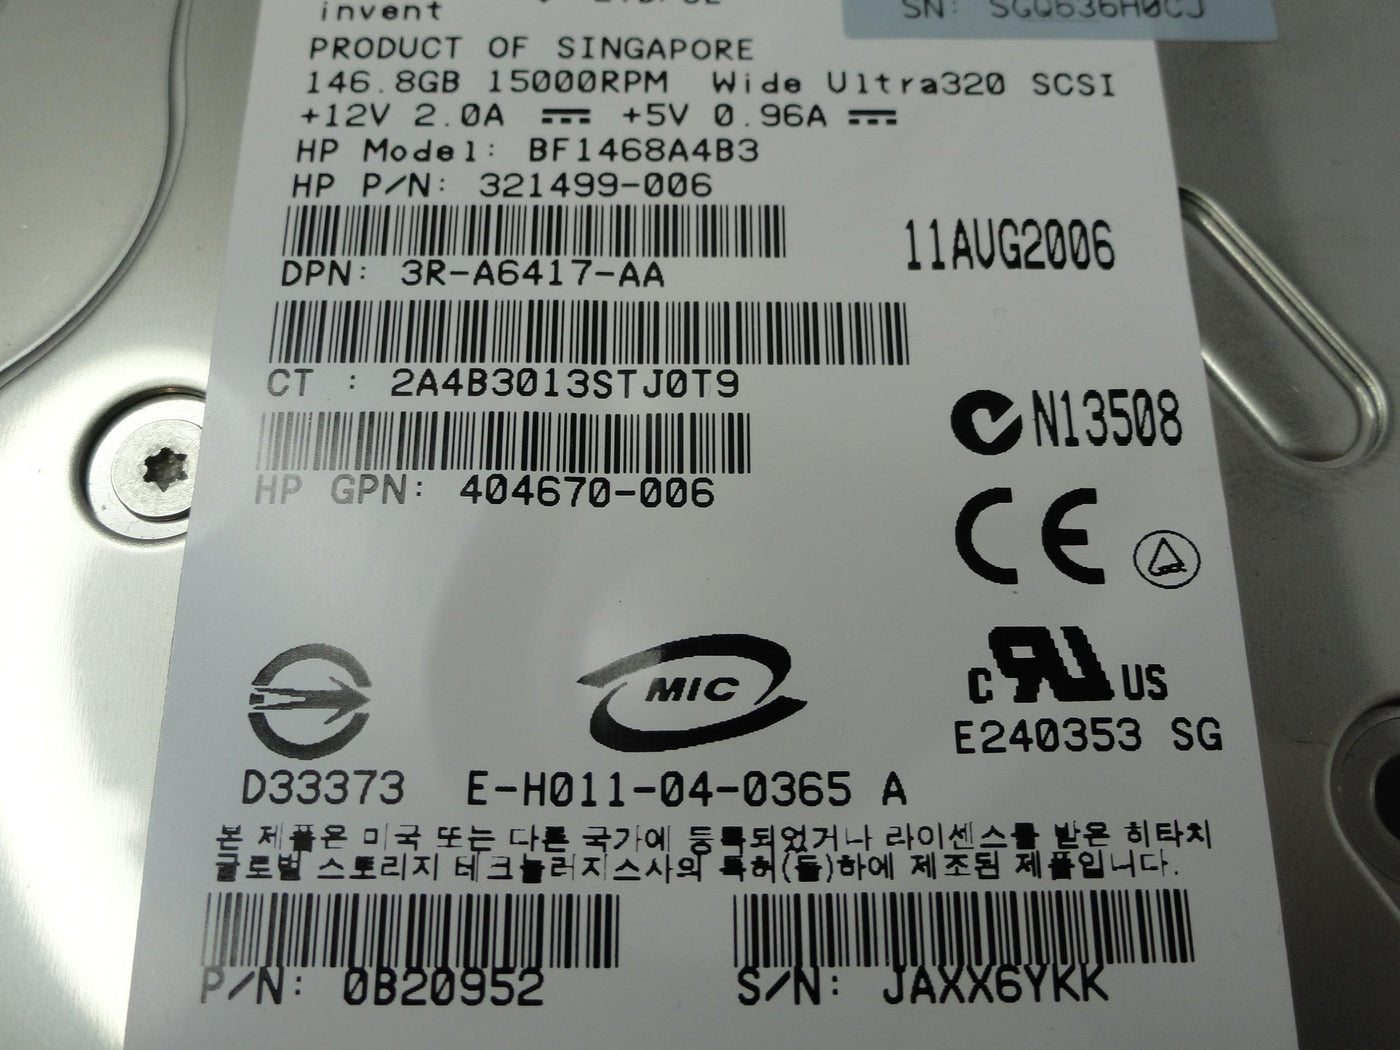 invent
SN: SGQ636H0CJ
PRODUCT OF SINGAPORE
146.8GB 15000RPM Wide Ultra320 SCSI
+12V 2.0A +5V 0.96A
HP Model: BF1468A4B3
HP P/N: 321499-006
11AUG2006
DPN: 3R-A6417-AA
CT : 2A4B3013STJ0T9
N13508
HP GPN: 404670-006
CE
MIC
c RU US
E240353 SG
D33373 E-H011-04-0365 A
본 제품은 미국 또는 다른 국가에 등록되었거나 라이센스를 받은 히타치
글로벌 스토리지 테크놀러지스사의 특허(들)하에 제조된 제품입니다.
P/N: 0B20952 S/N: JAXX6YKK